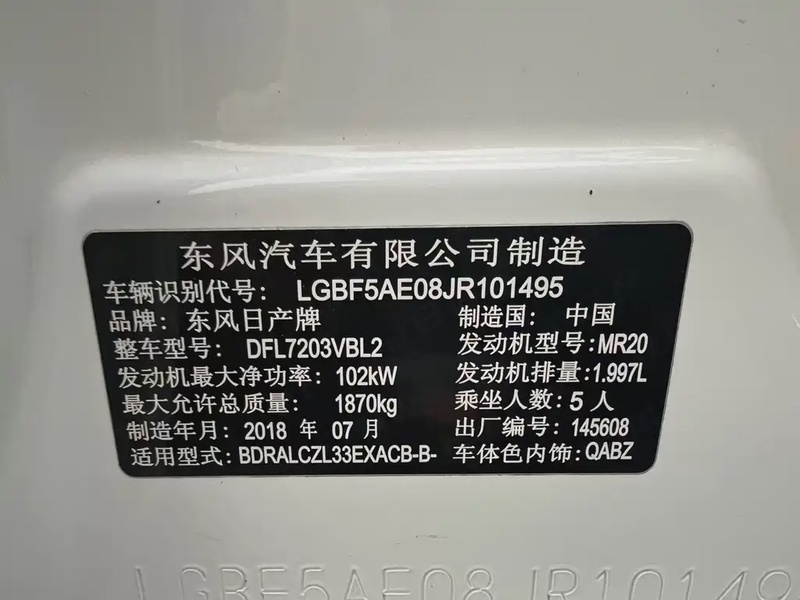 东风汽车有限公司制造
车辆识别代号: LGBF5AE08JR101495
品牌: 东风日产牌 制造国: 中国
整车型号: DFL7203VBL2 发动机型号: MR20
发动机最大净功率: 102kW 发动机排量: 1.997L
最大允许总质量: 1870kg 乘坐人数: 5 人
制造年月: 2018 年 07 月 出厂编号: 145608
适用型式: BDRALCZL33EXACB-B- 车体色内饰: QABZ
LGBF5AE08JR101495